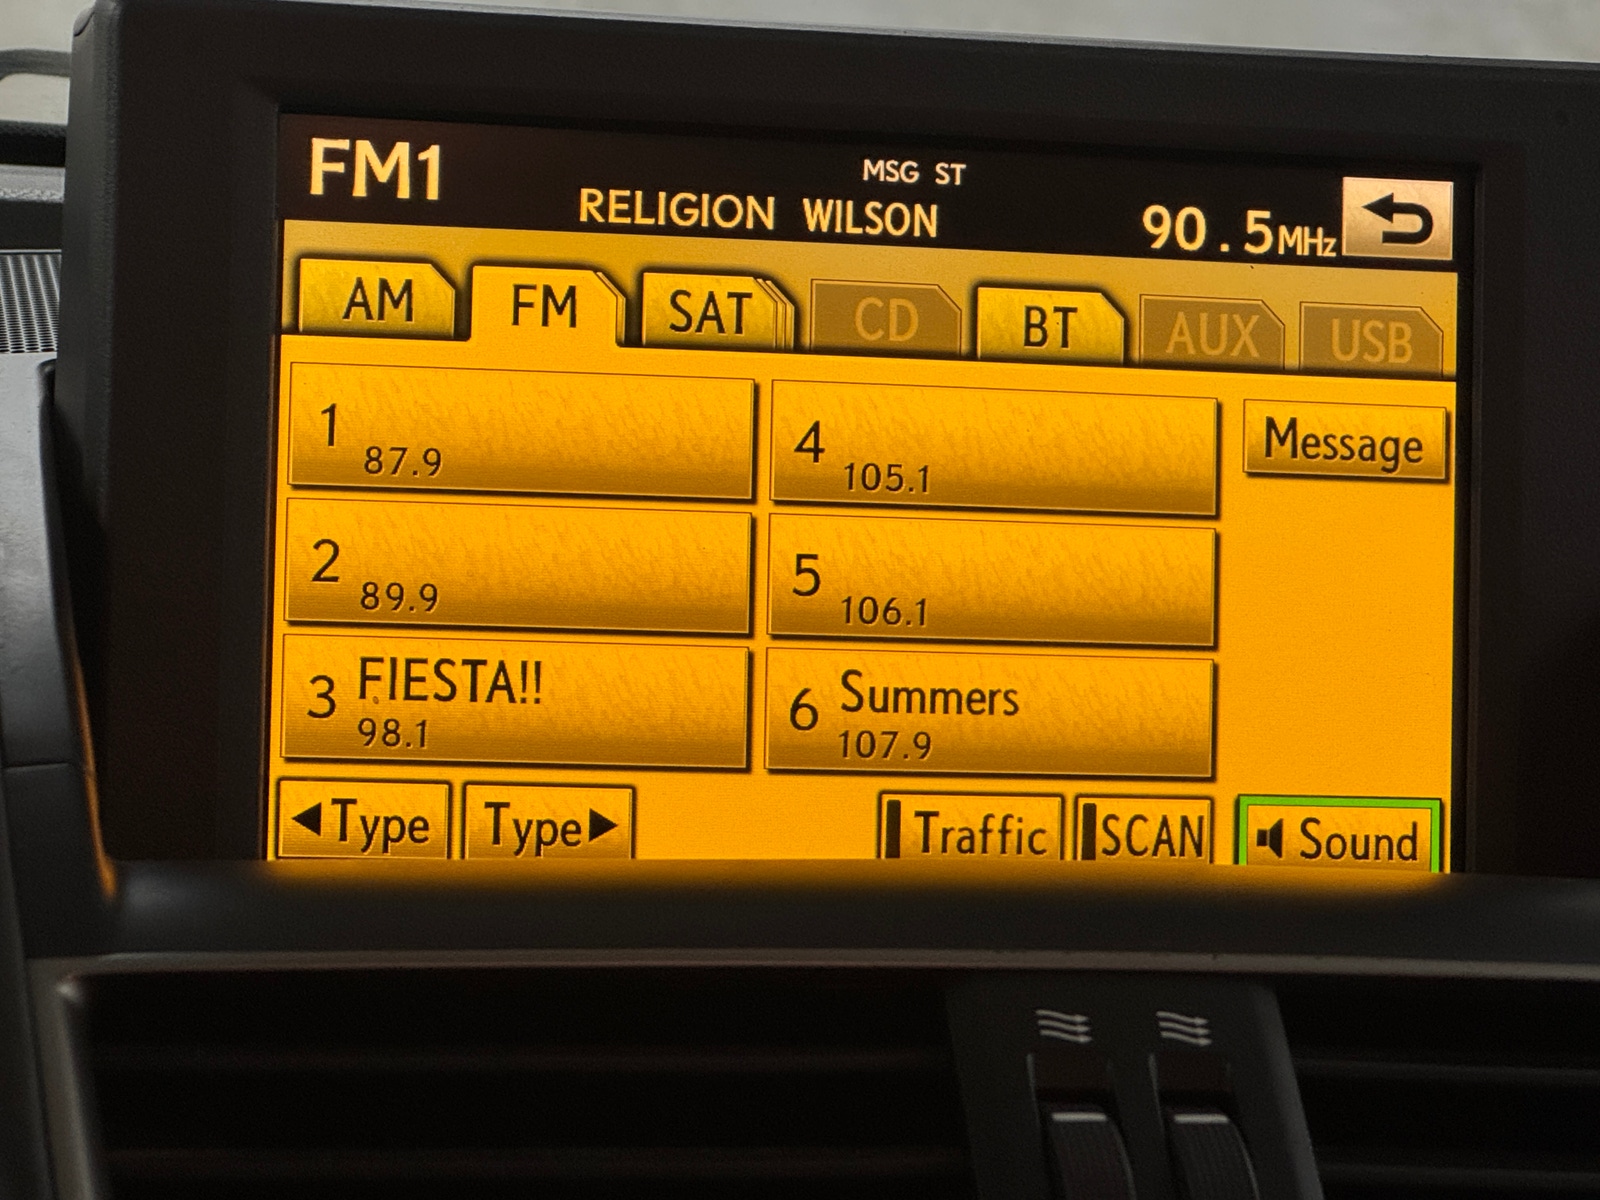 FM1
MSG ST
RELIGION WILSON
90.5MHz
AM FM SAT CD BT AUX USB
1 87.9
4 105.1
Message
2 89.9
5 106.1
3 FIESTA!!
98.1
6 Summers
107.9
Type Type Traffic SCAN Sound